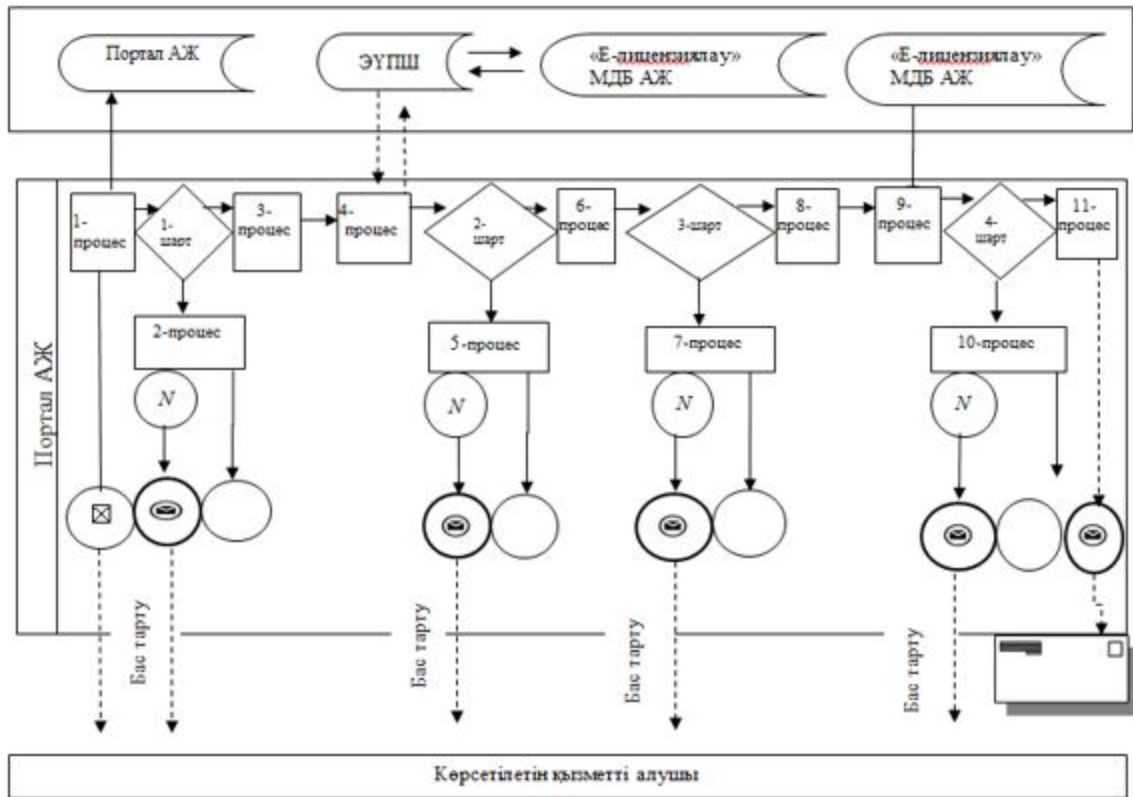 Портал АЖ
ЭҮПШ
«Е-лицензиялау»
МДБ АЖ
«Е-лицензиялау»
МДБ АЖ
Портал АЖ
1-
процес
1-
шарт
3-
процес
4-
процес
2-
шарт
6-
процес
3-шарт
8-
процес
9-
процес
4-
шарт
11-
процес
2-процес
5-процес
7-процес
10-процес
N
N
N
N
Бас тарту
Бас тарту
Бас тарту
Бас тарту
Көрсетілетін қызметті алушы